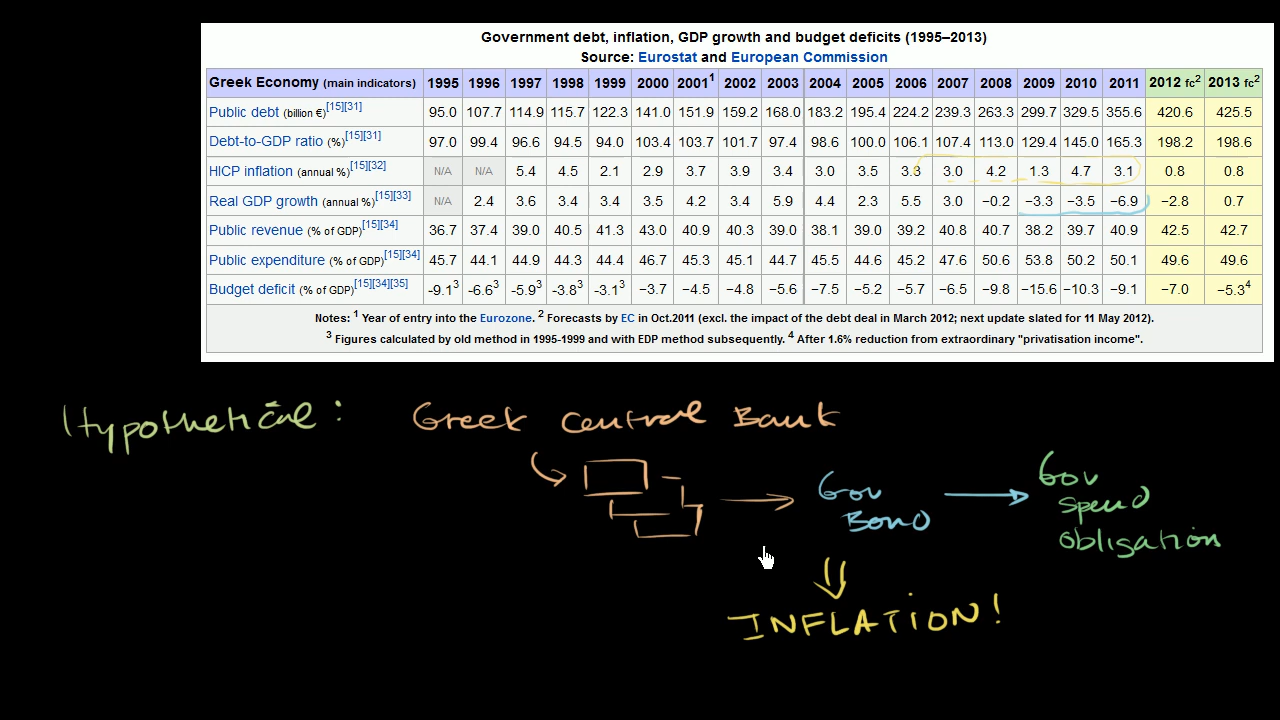 Government debt, inflation, GDP growth and budget deficits (1995–2013)
Source: Eurostat and European Commission
Greek Economy (main indicators) 1995 1996 1997 1998 1999 2000 2001¹ 2002 2003 2004 2005 2006 2007 2008 2009 2010 2011 2012 fc² 2013 fc²
Public debt (billion €)[15][31] 95.0 107.7 114.9 115.7 122.3 141.0 151.9 159.2 168.0 183.2 195.4 224.2 239.3 263.3 299.7 329.5 355.6 420.6 425.5
Debt-to-GDP ratio (%)[15][31] 97.0 99.4 96.6 94.5 94.0 103.4 103.7 101.7 97.4 98.6 100.0 106.1 107.4 113.0 129.4 145.0 165.3 198.2 198.6
HICP inflation (annual %)[15][32] N/A N/A 5.4 4.5 2.1 2.9 3.7 3.9 3.4 3.0 3.5 3.3 3.0 4.2 1.3 4.7 3.1 0.8 0.8
Real GDP growth (annual %)[15][33] N/A 2.4 3.6 3.4 3.4 3.5 4.2 3.4 5.9 4.4 2.3 5.5 3.0 −0.2 −3.3 −3.5 −6.9 −2.8 0.7
Public revenue (% of GDP)[15][34] 36.7 37.4 39.0 40.5 41.3 43.0 40.9 40.3 39.0 38.1 39.0 39.2 40.8 40.7 38.2 39.7 40.9 42.5 42.7
Public expenditure (% of GDP)[15][34] 45.7 44.1 44.9 44.3 44.4 46.7 45.3 45.1 44.7 45.5 44.6 45.2 47.6 50.6 53.8 50.2 50.1 49.6 49.6
Budget deficit (% of GDP)[15][34][35] -9.1³ -6.6³ -5.9³ -3.8³ -3.1³ −3.7 −4.5 −4.8 −5.6 −7.5 −5.2 −5.7 −6.5 −9.8 −15.6 −10.3 −9.1 −7.0 −5.3⁴
Notes: ¹ Year of entry into the Eurozone. ² Forecasts by EC in Oct.2011 (excl. the impact of the debt deal in March 2012; next update slated for 11 May 2012).
³ Figures calculated by old method in 1995-1999 and with EDP method subsequently. ⁴ After 1.6% reduction from extraordinary "privatisation income".
Hypothetical: Greek Central Bank
Gov
Bond
Gov
Spend
obligation
INFLATION!